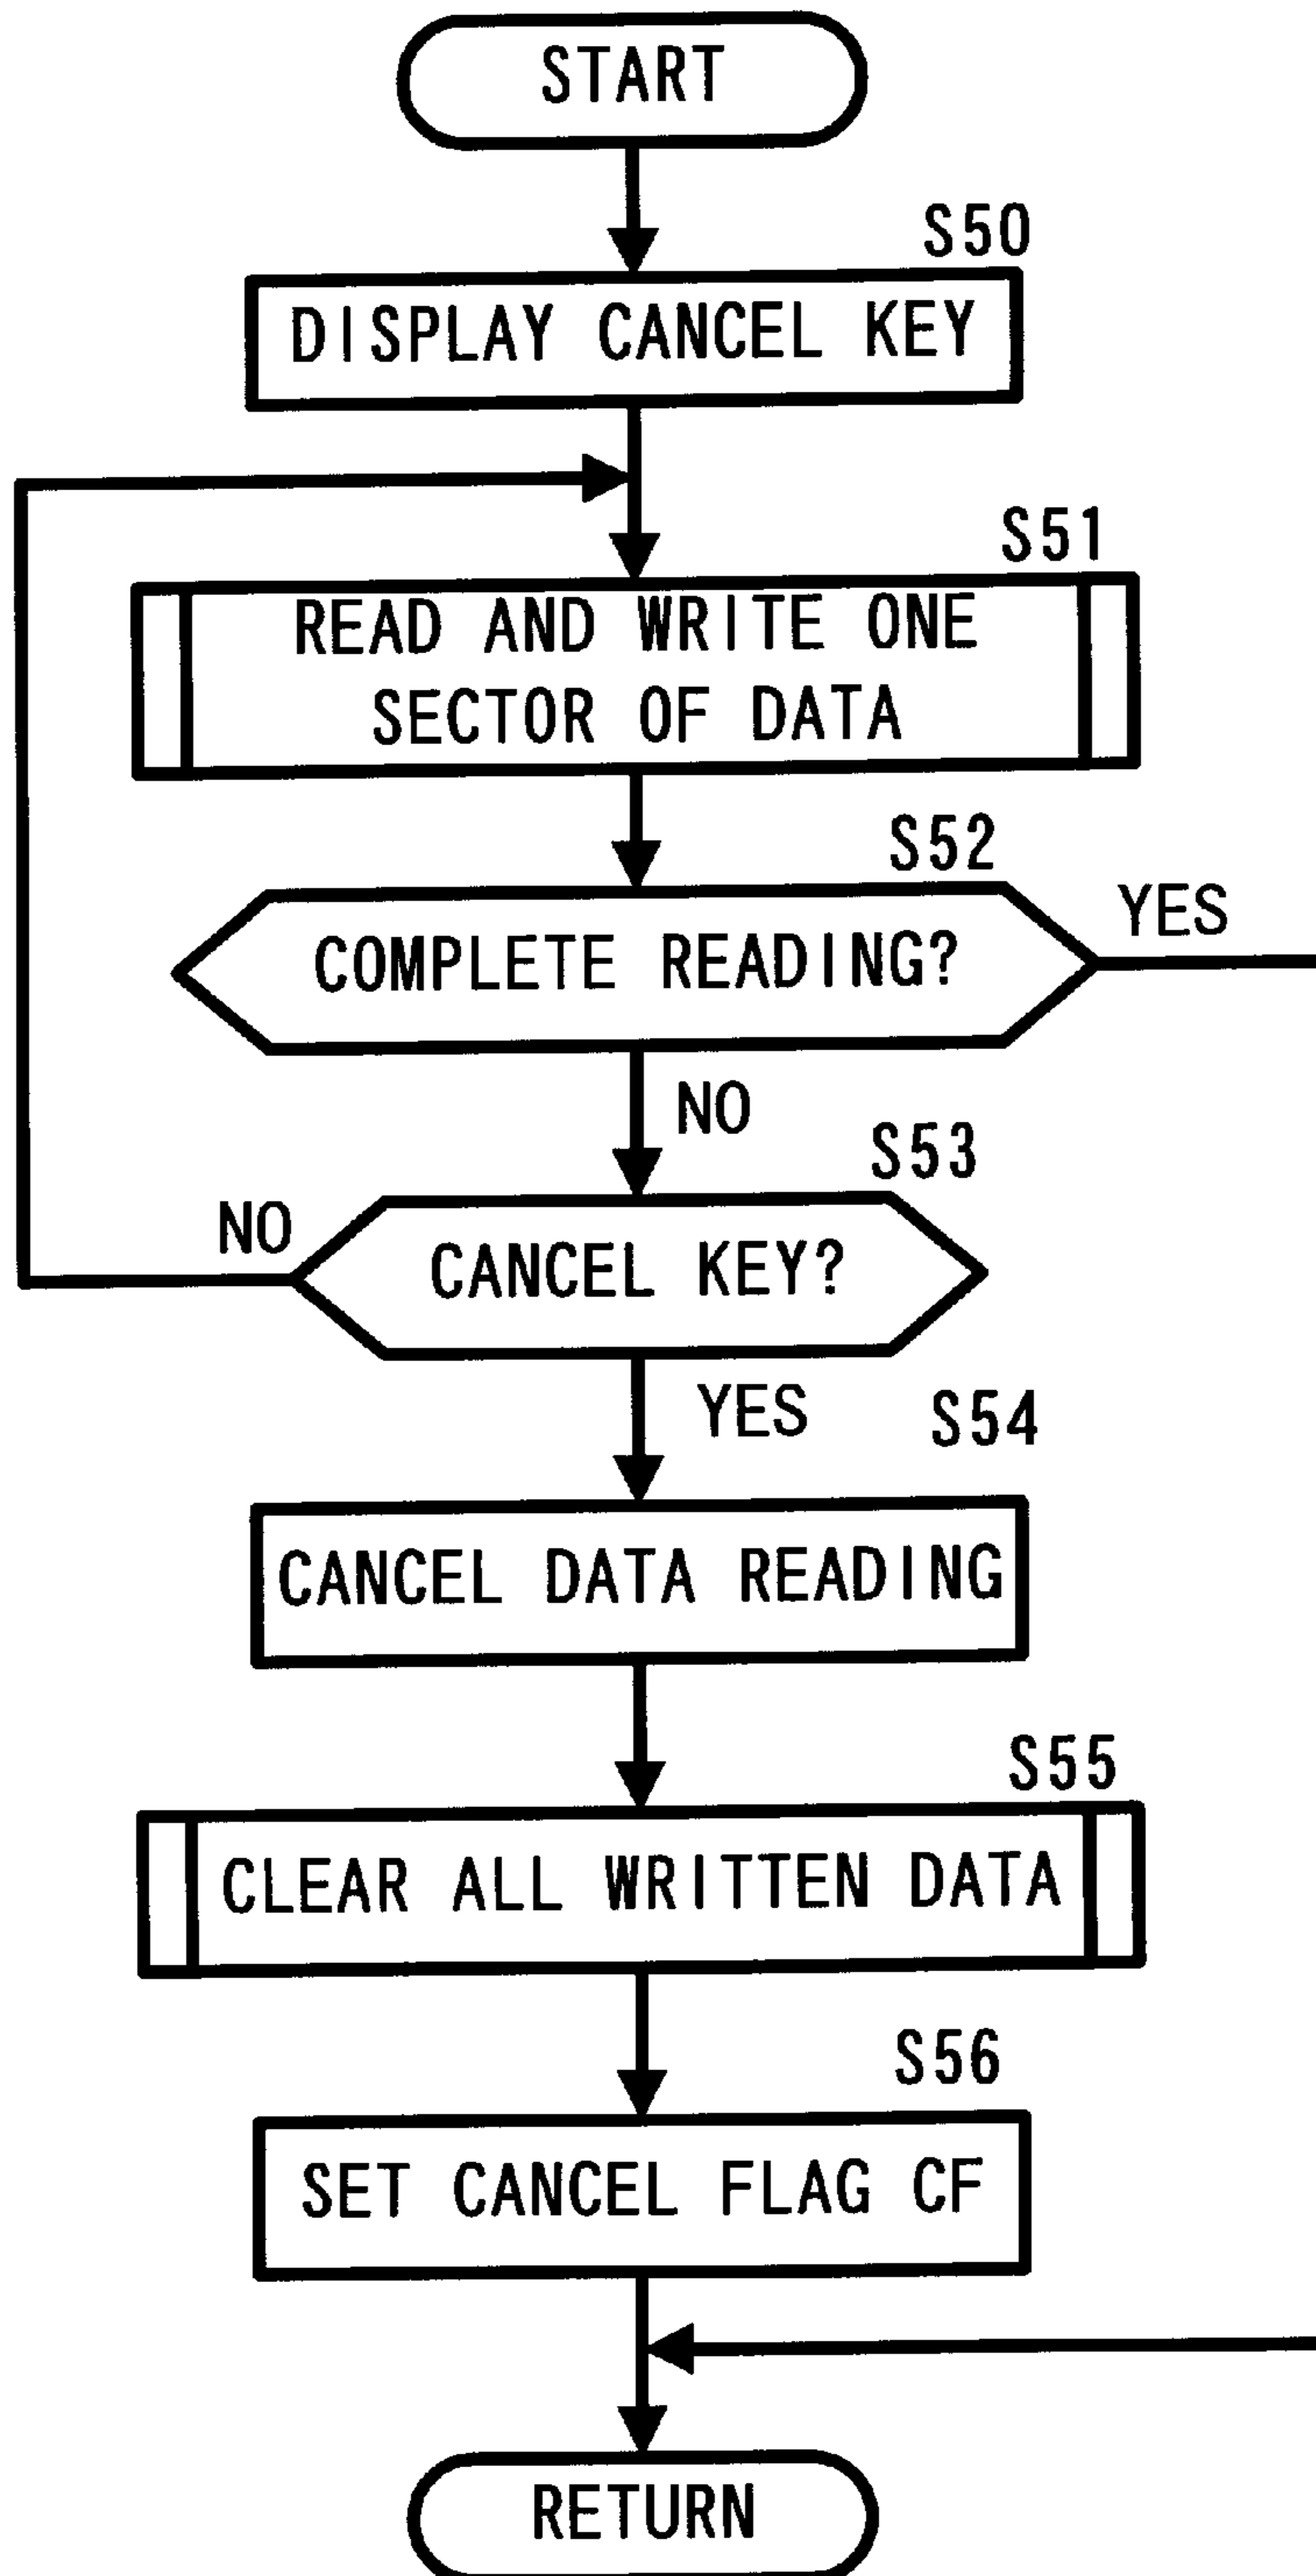 START
S50
DISPLAY CANCEL KEY
S51
READ AND WRITE ONE
SECTOR OF DATA
S52
COMPLETE READING?
YES
NO
S53
CANCEL KEY?
NO
YES
S54
CANCEL DATA READING
S55
CLEAR ALL WRITTEN DATA
S56
SET CANCEL FLAG CF
RETURN